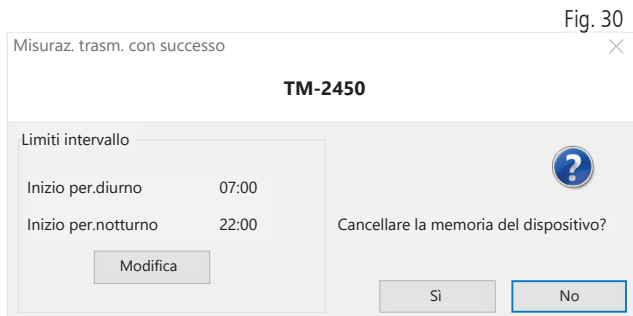 Fig. 30
Misuraz. trasm. con successo
TM-2450
Limiti intervallo
Inizio per.diurno 07:00
Inizio per.notturno 22:00
Modifica
?
Cancellare la memoria del dispositivo?
Sì No